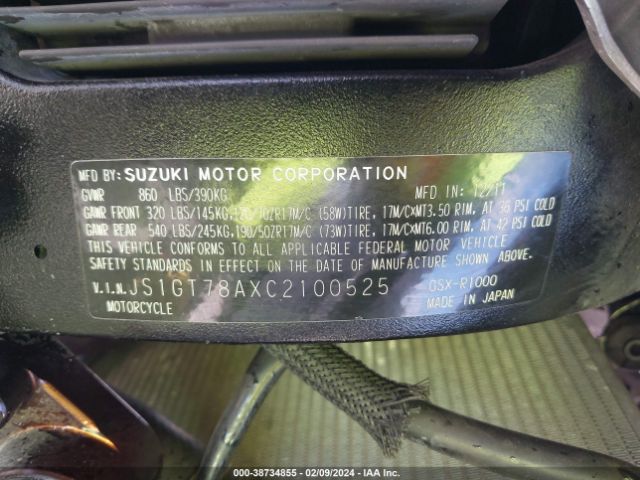 MFD BY: SUZUKI MOTOR CORPORATION
GVWR 860 LBS/390KG MFD IN: 12/11
GAWR FRONT 320 LBS/145KG,120/70ZR17M/C (58W)TIRE, 17M/CXMT3.50 RIM, AT 36 PSI COLD
GAWR REAR 540 LBS/245KG,190/50ZR17M/C (73W)TIRE, 17M/CXMT6.00 RIM, AT 42 PSI COLD
THIS VEHICLE CONFORMS TO ALL APPLICABLE FEDERAL MOTOR VEHICLE
SAFETY STANDARDS IN EFFECT ON THE DATE OF MANUFACTURE SHOWN ABOVE.
V.I.N. JS1GT78AXC2100525 GSX-R1000
MOTORCYCLE MADE IN JAPAN
000-38734855 - 02/09/2024 - IAA Inc.